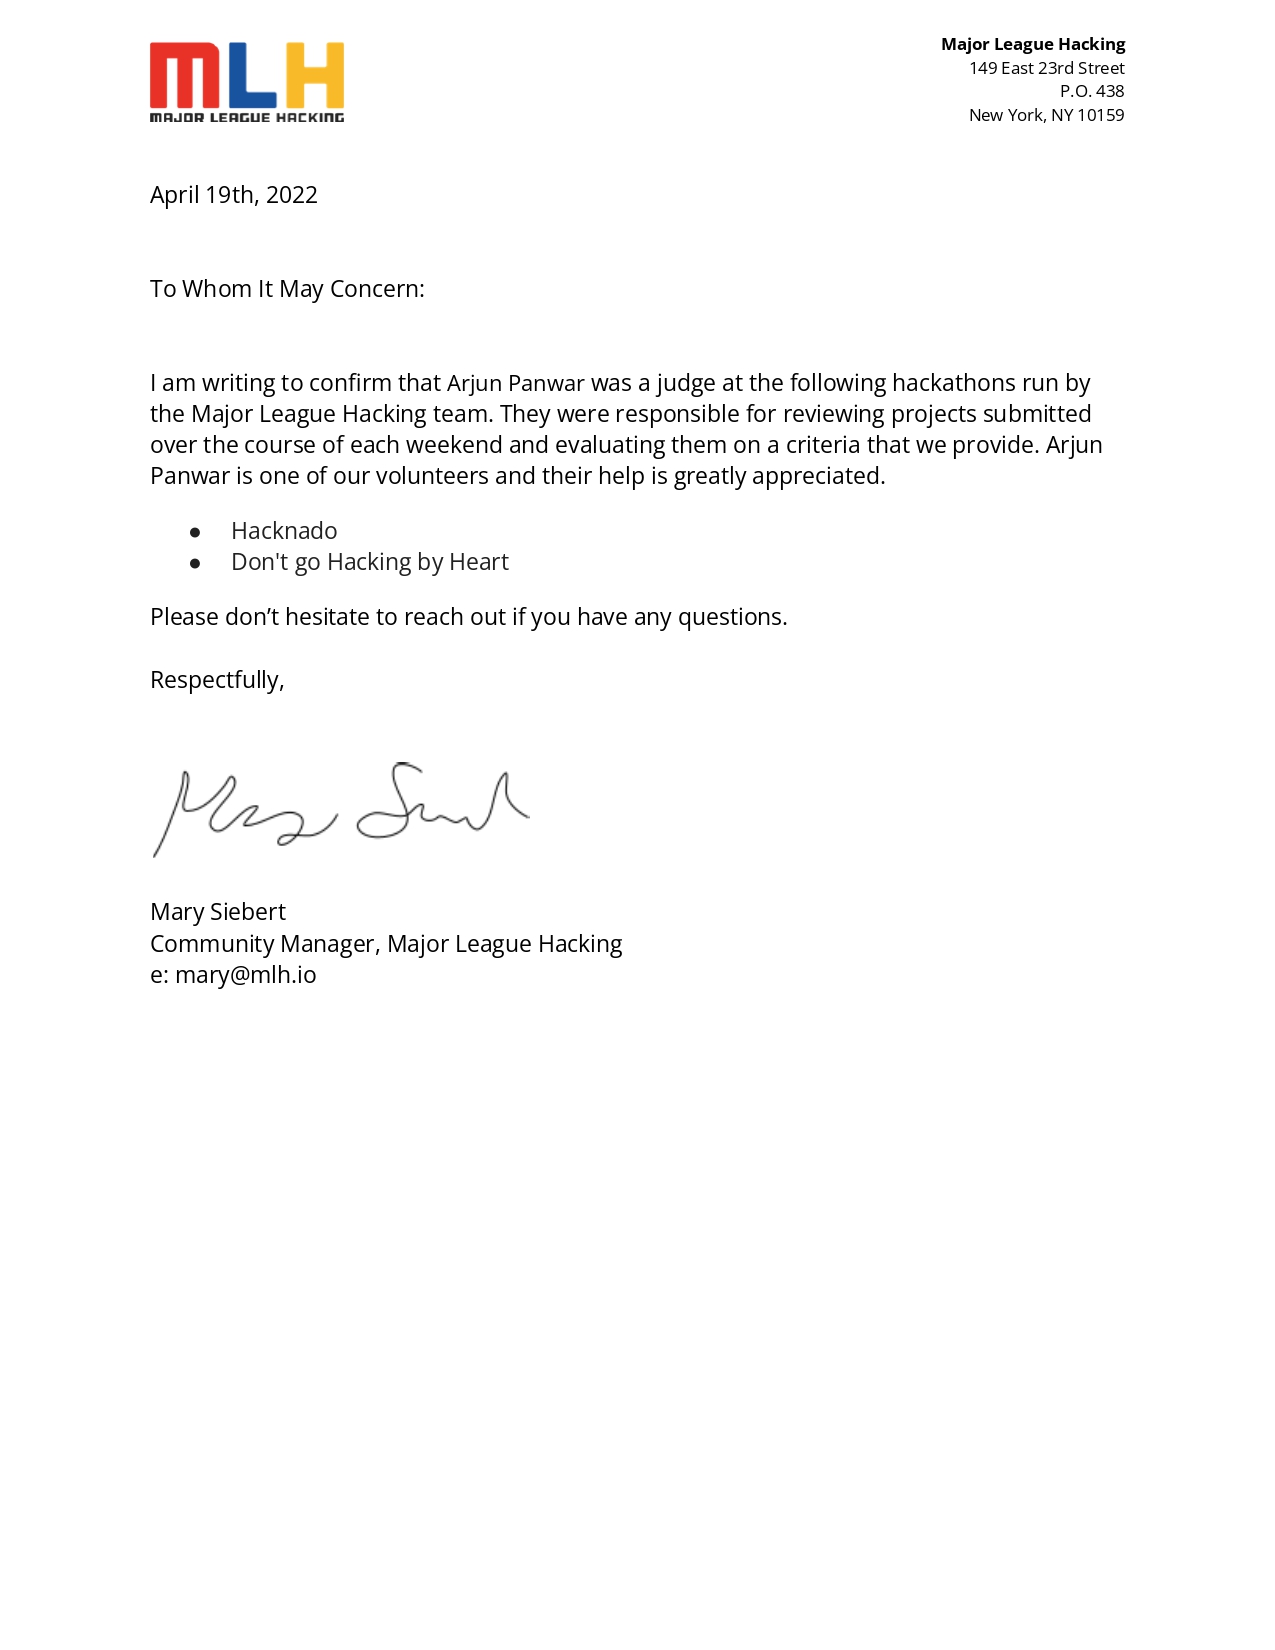 MLH
MAJOR LEAGUE HACKING
Major League Hacking
149 East 23rd Street
P.O. 438
New York, NY 10159
April 19th, 2022
To Whom It May Concern:
I am writing to confirm that Arjun Panwar was a judge at the following hackathons run by
the Major League Hacking team. They were responsible for reviewing projects submitted
over the course of each weekend and evaluating them on a criteria that we provide. Arjun
Panwar is one of our volunteers and their help is greatly appreciated.
● Hacknado
● Don't go Hacking by Heart
Please don’t hesitate to reach out if you have any questions.
Respectfully,
Mary Siebert
Community Manager, Major League Hacking
e: mary@mlh.io